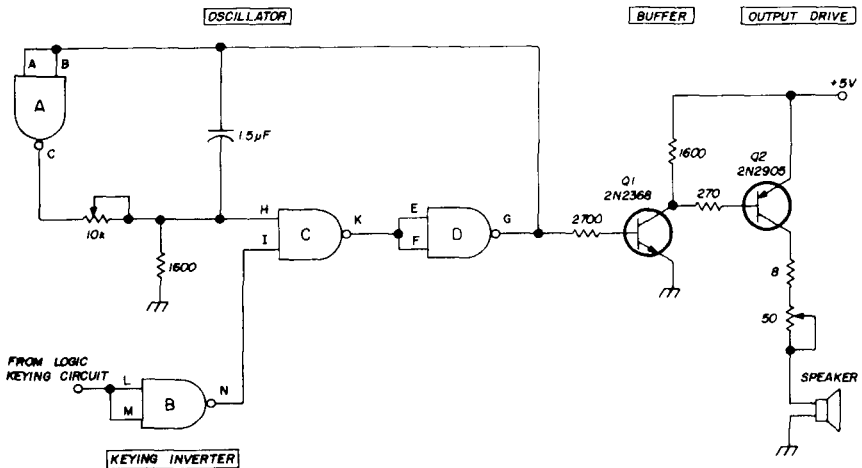 OSCILLATOR
BUFFER
OUTPUT DRIVE
A
B
A
C
+5V
1.5µF
1600
Q1
2N2368
Q2
2N2905
10k
H
I
C
K
E
F
D
G
2700
270
1600
8
50
FROM LOGIC
KEYING CIRCUIT
L
M
B
N
SPEAKER
KEYING INVERTER